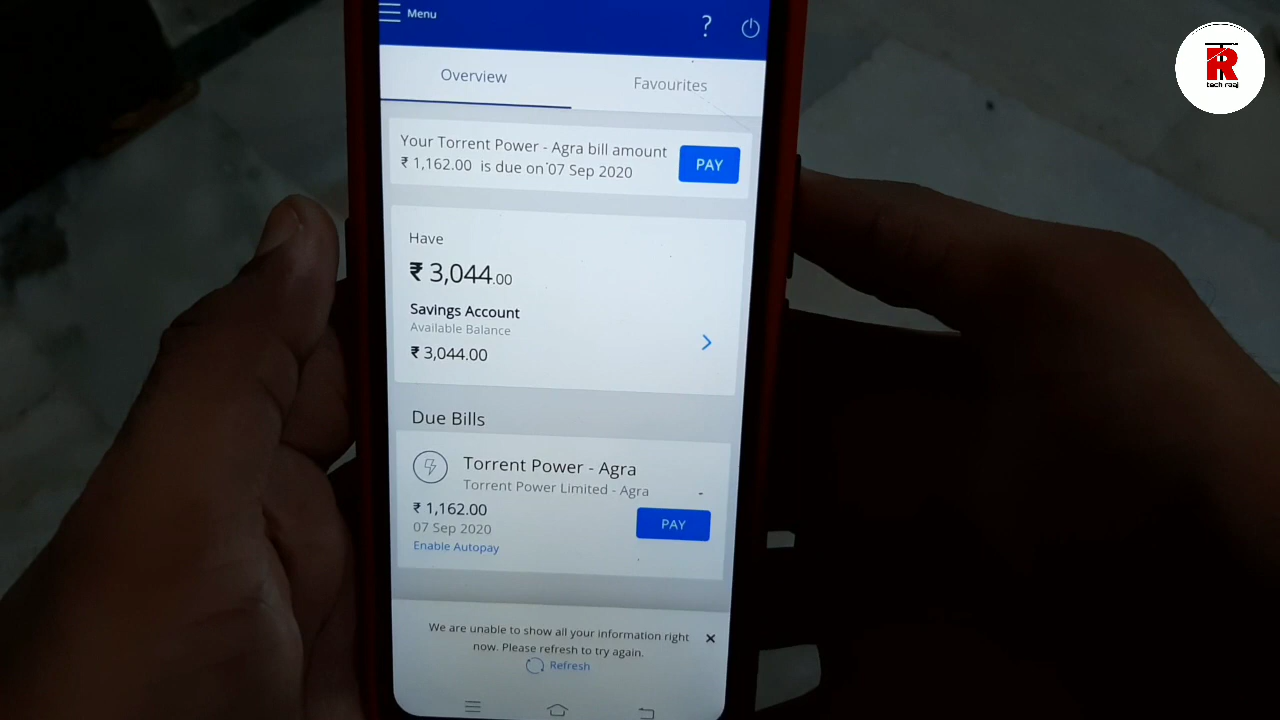 Menu
?
Overview
Favourites
Your Torrent Power - Agra bill amount
₹ 1,162.00 is due on 07 Sep 2020
PAY
Have
₹ 3,044.00
Savings Account
Available Balance
₹ 3,044.00
Due Bills
Torrent Power - Agra
Torrent Power Limited - Agra
₹ 1,162.00
07 Sep 2020
Enable Autopay
PAY
We are unable to show all your information right
now. Please refresh to try again.
Refresh
TR
tech raaj